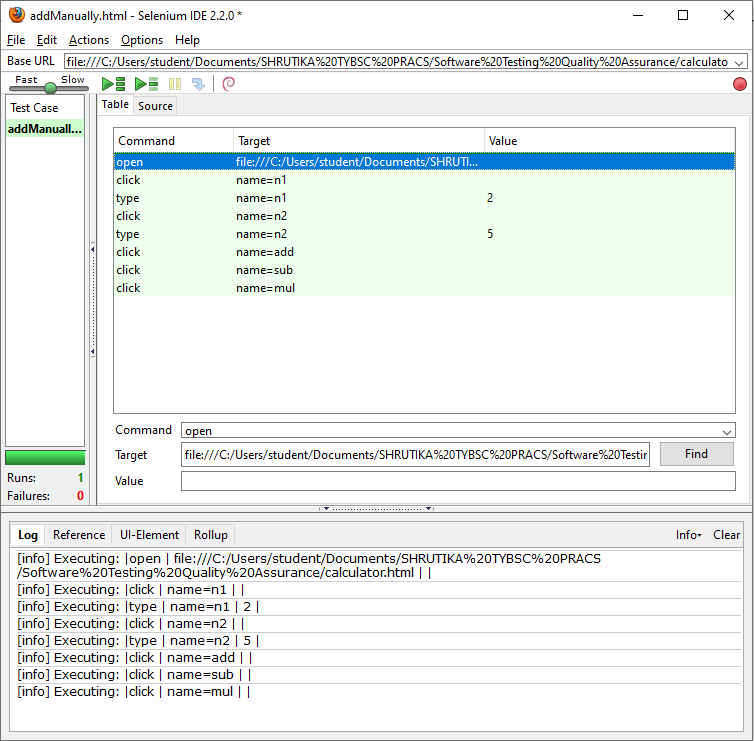 addManually.html - Selenium IDE 2.2.0 *
File Edit Actions Options Help
Base URL file:///C:/Users/student/Documents/SHRUTIKA%20TYBSC%20PRACS/Software%20Testing%20Quality%20Assurance/calculato
Fast Slow
Test Case
addManuall...
Table Source
Command Target Value
open file:///C:/Users/student/Documents/SHRUTI...
click name=n1
type name=n1 2
click name=n2
type name=n2 5
click name=add
click name=sub
click name=mul
Command open
Target file:///C:/Users/student/Documents/SHRUTIKA%20TYBSC%20PRACS/Software%20Testin Find
Value
Runs: 1
Failures: 0
Log Reference UI-Element Rollup Info Clear
[info] Executing: |open | file:///C:/Users/student/Documents/SHRUTIKA%20TYBSC%20PRACS
/Software%20Testing%20Quality%20Assurance/calculator.html | |
[info] Executing: |click | name=n1 | |
[info] Executing: |type | name=n1 | 2 |
[info] Executing: |click | name=n2 | |
[info] Executing: |type | name=n2 | 5 |
[info] Executing: |click | name=add | |
[info] Executing: |click | name=sub | |
[info] Executing: |click | name=mul | |